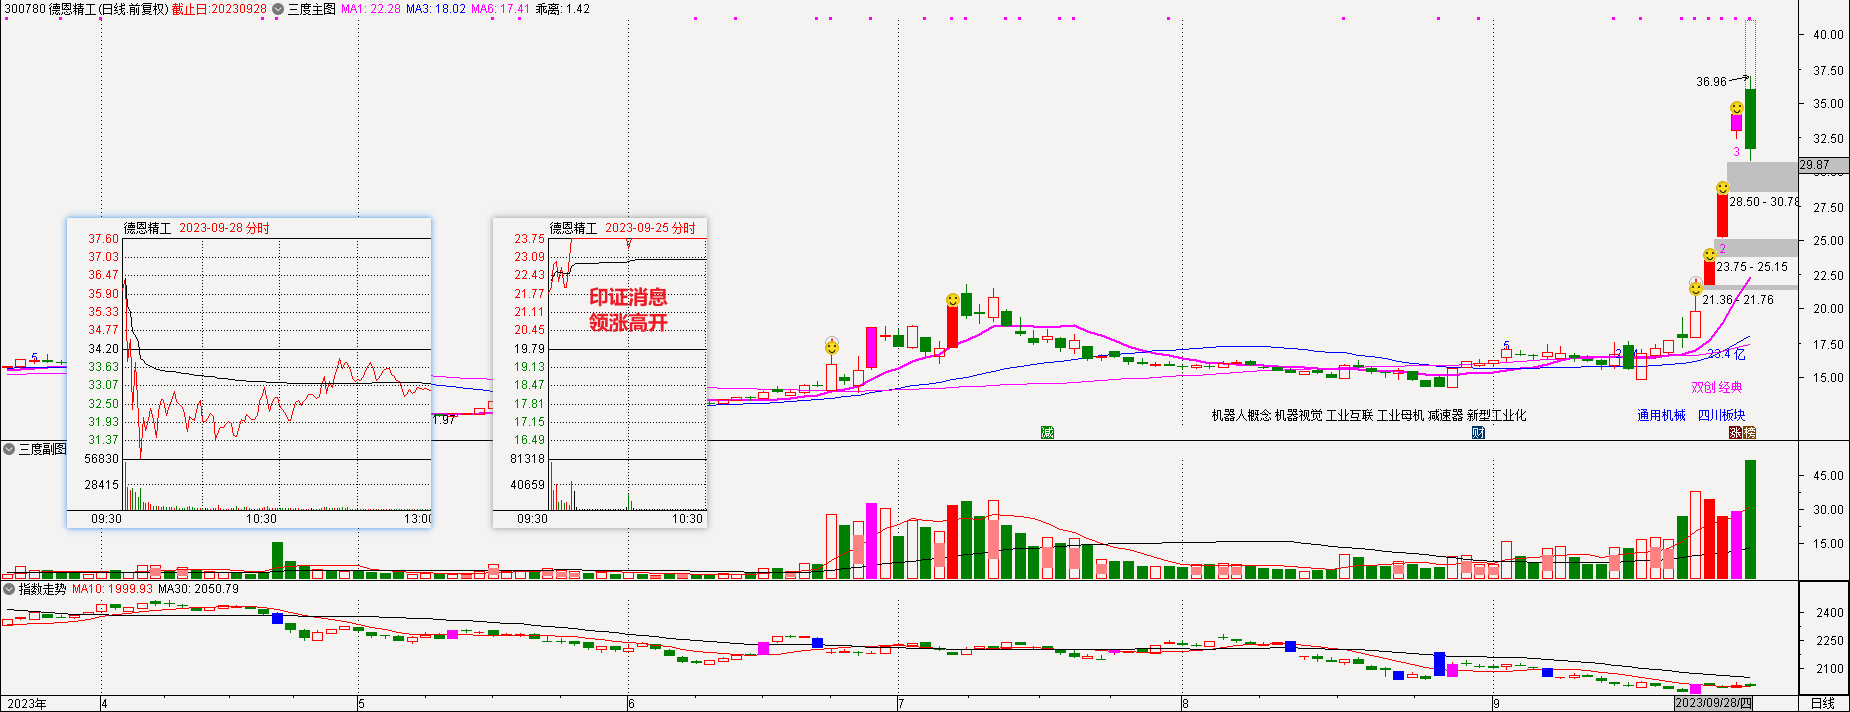 300780 德恩精工(日线.前复权) 截止日:20230928 三度主图 MA1: 22.28 MA3: 18.02 MA6: 17.41 乖离: 1.42
40.00
37.50
36.96
35.00
32.50
3
29.87
28.50 - 30.78
27.50
25.00
2
23.75 - 25.15
22.50
21.36 - 21.76
20.00
17.50
23.4 亿
15.00
双创 经典
5
5
1.97
机器人概念 机器视觉 工业互联 工业母机 减速器 新型工业化
通用机械 四川板块
减
财
涨 榜
德恩精工 2023-09-28 分时
37.60
37.03
36.47
35.90
35.33
34.77
34.20
33.63
33.07
32.50
31.93
31.37
56830
28415
09:30 10:30 13:00
德恩精工 2023-09-25 分时
23.75
23.09
22.43
21.77
21.11
20.45
19.79
19.13
18.47
17.81
17.15
16.49
81318
40659
09:30 10:30
印证消息
领涨高开
三度副图
45.00
30.00
15.00
指数走势 MA10: 1999.93 MA30: 2050.79
2400
2250
2100
2023年 4 5 6 7 8 9 2023/09/28/四 日线